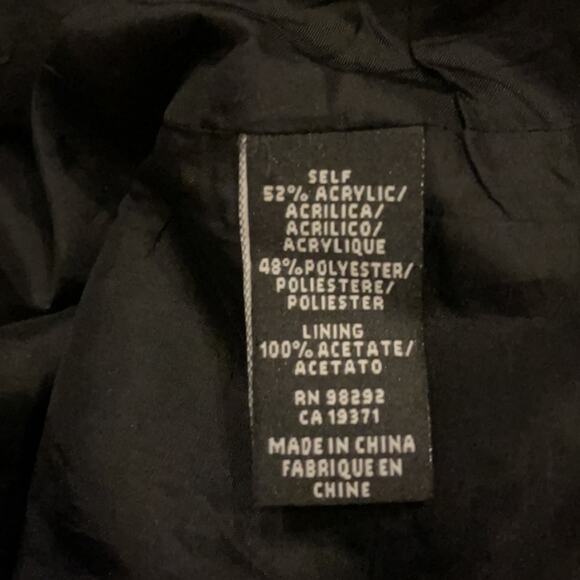 SELF
52% ACRYLIC/
ACRILICA/
ACRILICO/
ACRYLIQUE
48% POLYESTER/
POLIESTERE/
POLIESTER
LINING
100% ACETATE/
ACETATO
RN 98292
CA 19371
MADE IN CHINA
FABRIQUE EN
CHINE